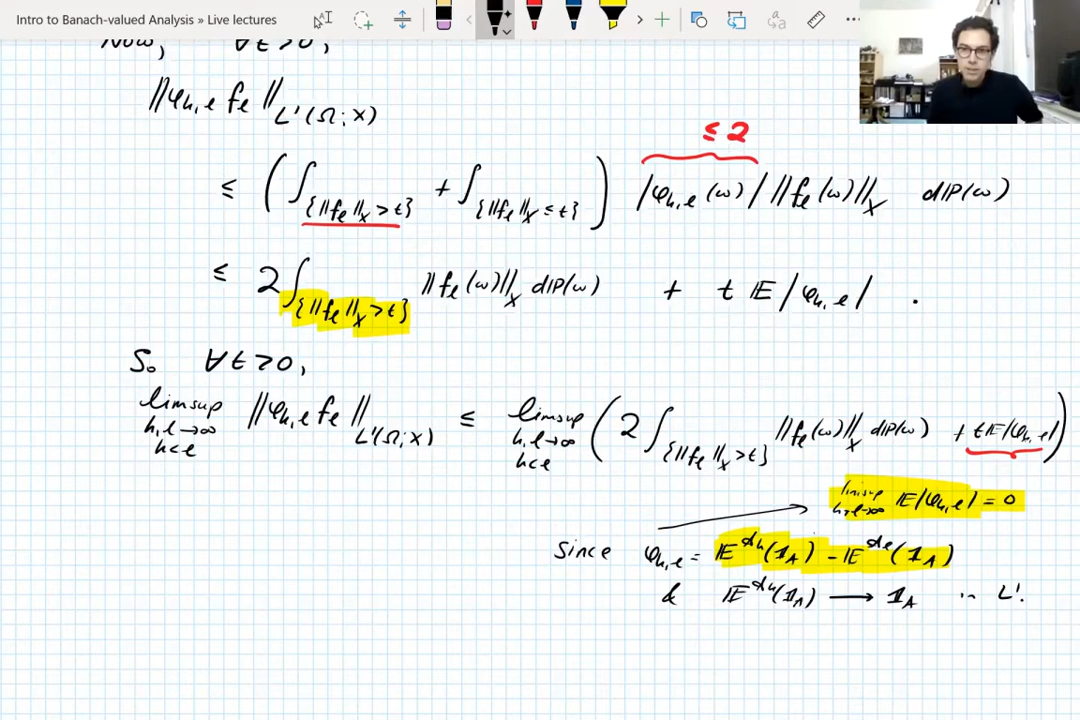 Intro to Banach-valued Analysis » Live lectures
Now, ∀t>0,
‖φ_{k,ℓ} f_ℓ‖_{L¹(Ω;X)}
≤ 2
≤ ( ∫_{{‖f_ℓ‖_X>t}} + ∫_{{‖f_ℓ‖_X≤t}} ) |φ_{k,ℓ}(ω)| ‖f_ℓ(ω)‖_X dℙ(ω)
≤ 2 ∫_{{‖f_ℓ‖_X>t}} ‖f_ℓ(ω)‖_X dℙ(ω) + t 𝔼|φ_{k,ℓ}| .
So ∀t>0,
limsup_{k,ℓ→∞, k<ℓ} ‖φ_{k,ℓ} f_ℓ‖_{L¹(Ω;X)} ≤ limsup_{k,ℓ→∞, k<ℓ} ( 2 ∫_{{‖f_ℓ‖_X>t}} ‖f_ℓ(ω)‖_X dℙ(ω) + t𝔼|φ_{k,ℓ}| )
limsup_{k,ℓ→∞} 𝔼|φ_{k,ℓ}| = 0
since φ_{k,ℓ} = 𝔼^{𝒜_k}(𝟙_A) − 𝔼^{𝒜_ℓ}(𝟙_A)
& 𝔼^{𝒜_k}(𝟙_A) ⟶ 𝟙_A in L¹.